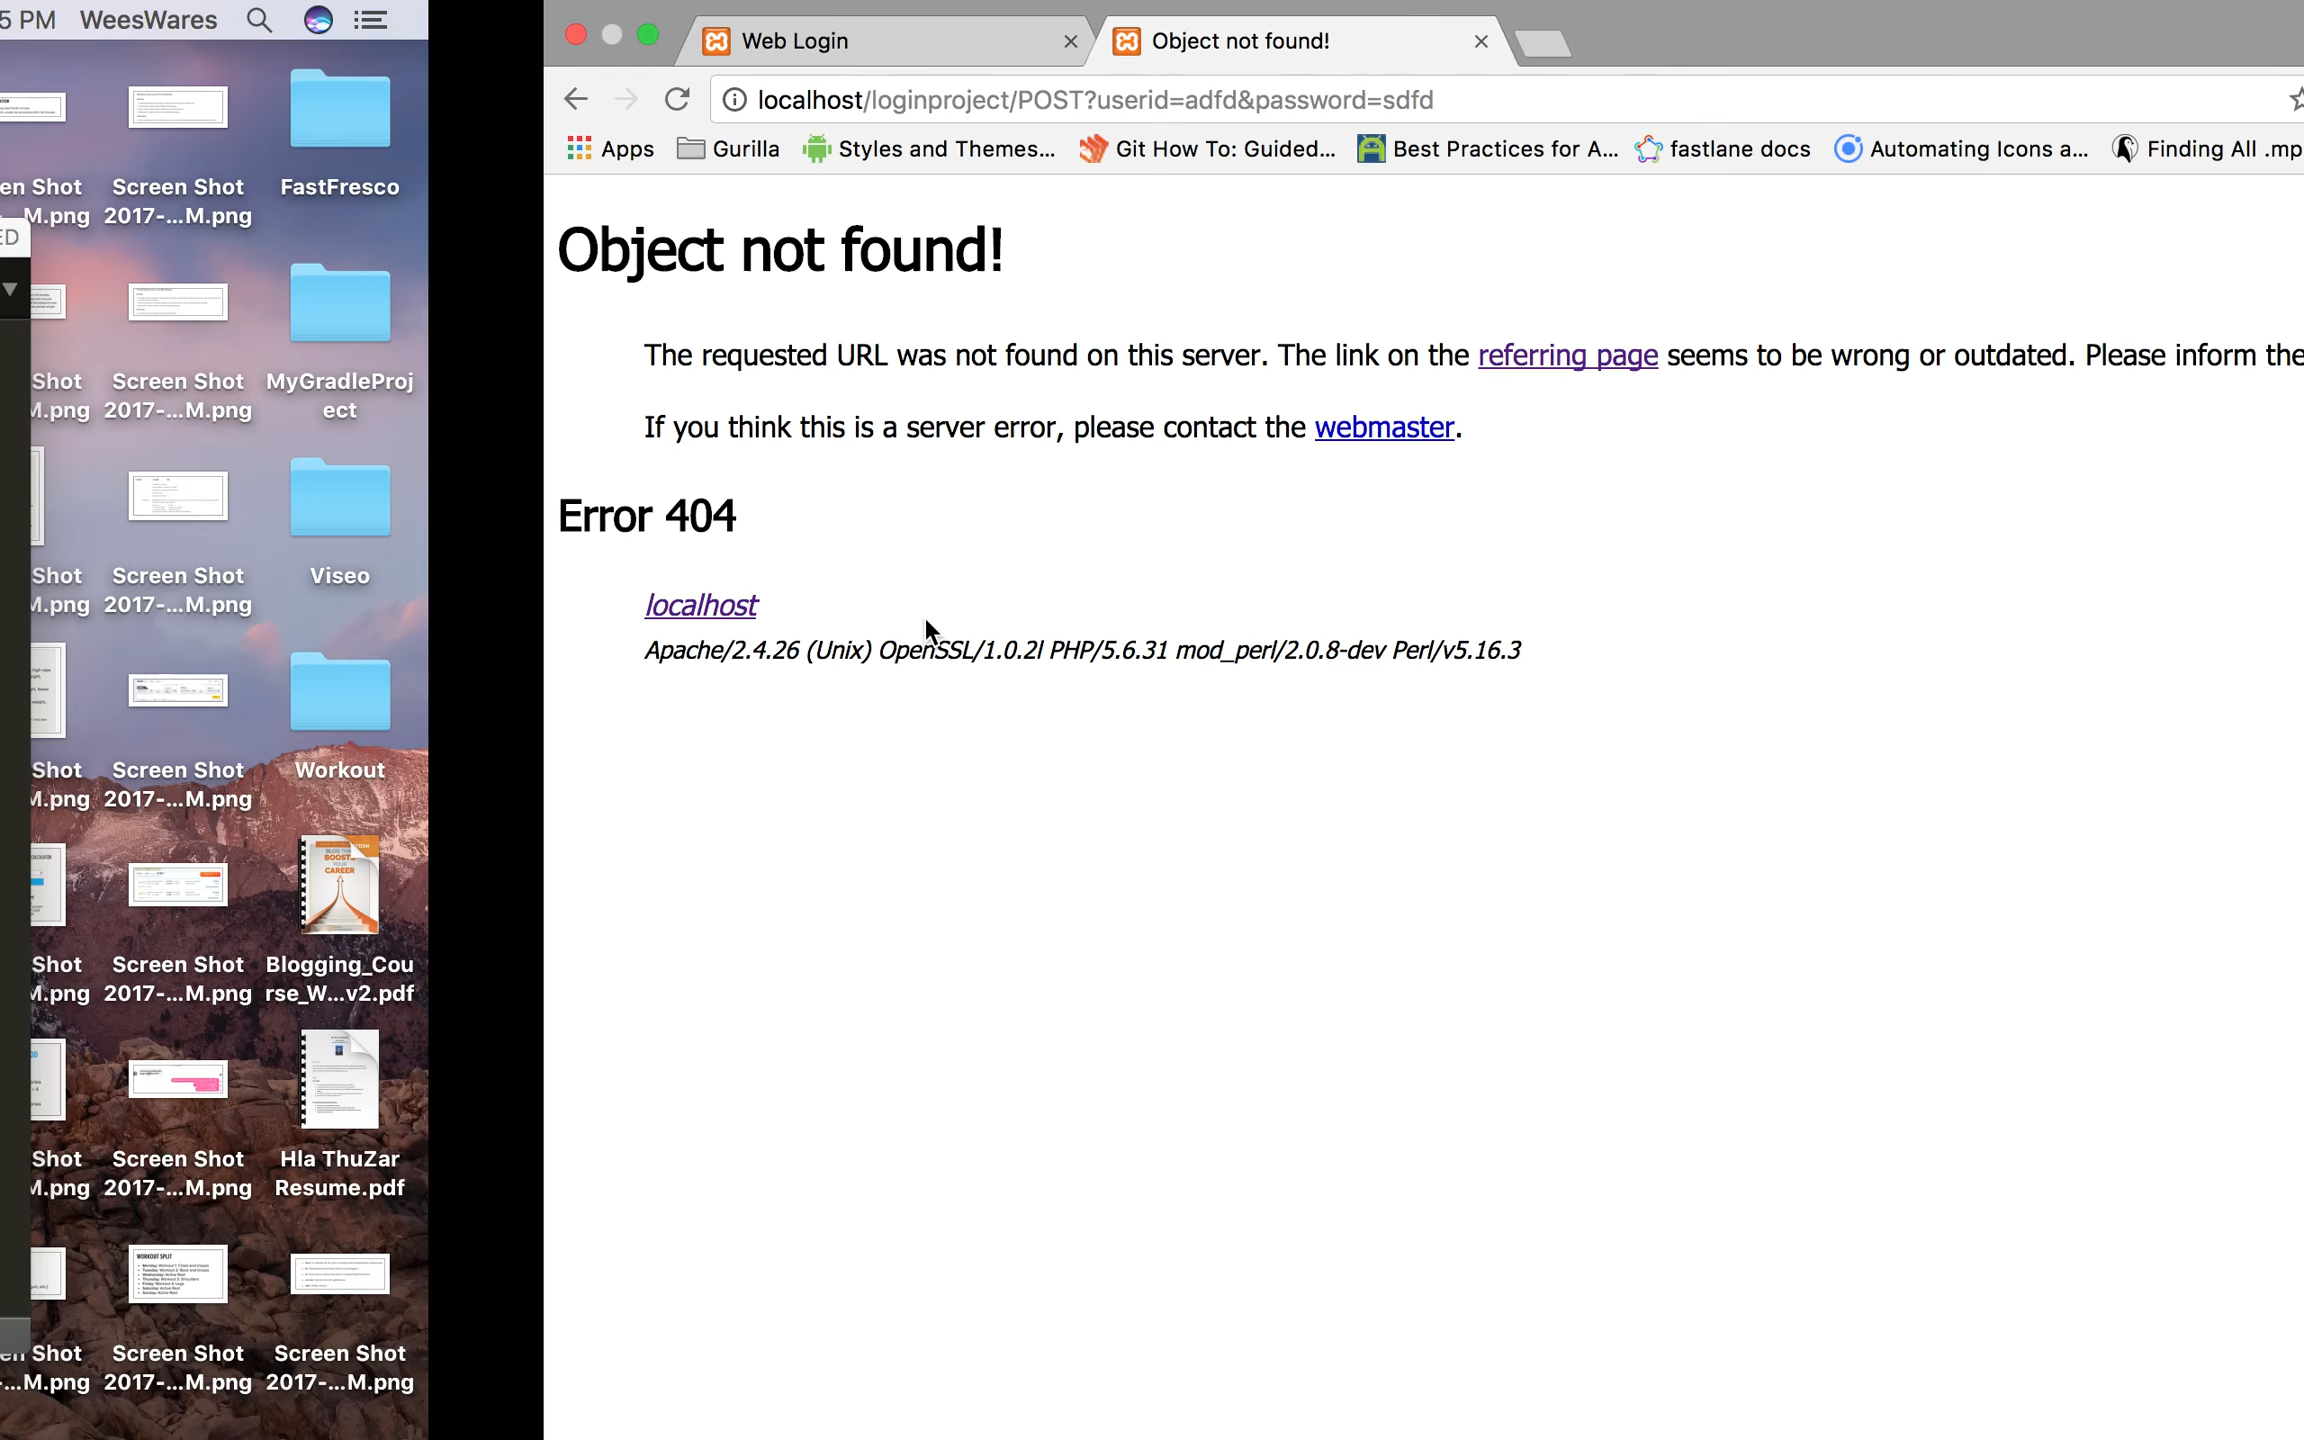 5 PM WeesWares
en Shot
M.png
Screen Shot
2017-...M.png
FastFresco
ED
Shot
M.png
Screen Shot
2017-...M.png
MyGradleProj
ect
Shot
M.png
Screen Shot
2017-...M.png
Viseo
Shot
M.png
Screen Shot
2017-...M.png
Workout
BOOSTS
YOUR
CAREER
Shot
M.png
Screen Shot
2017-...M.png
Blogging_Cou
rse_W...v2.pdf
Shot
M.png
Screen Shot
2017-...M.png
Hla ThuZar
Resume.pdf
WORKOUT SPLIT
Shot
...M.png
Screen Shot
2017-...M.png
Screen Shot
2017-...M.png
Web Login
Object not found!
localhost/loginproject/POST?userid=adfd&password=sdfd
Apps Gurilla Styles and Themes... Git How To: Guided... Best Practices for A... fastlane docs Automating Icons a... Finding All .mp
Object not found!
The requested URL was not found on this server. The link on the referring page seems to be wrong or outdated. Please inform the
If you think this is a server error, please contact the webmaster.
Error 404
localhost
Apache/2.4.26 (Unix) OpenSSL/1.0.2l PHP/5.6.31 mod_perl/2.0.8-dev Perl/v5.16.3